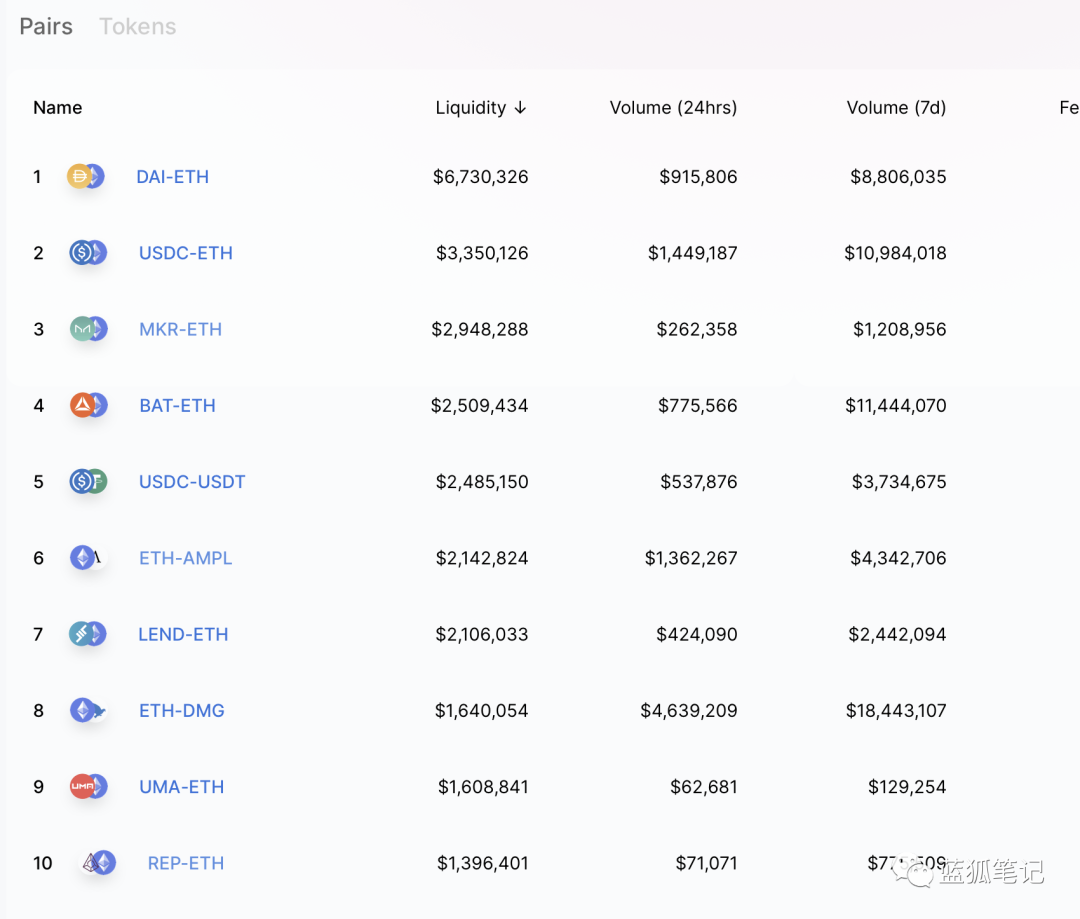 Pairs Tokens
Name Liquidity ↓ Volume (24hrs) Volume (7d) Fe
1 DAI-ETH $6,730,326 $915,806 $8,806,035
2 USDC-ETH $3,350,126 $1,449,187 $10,984,018
3 MKR-ETH $2,948,288 $262,358 $1,208,956
4 BAT-ETH $2,509,434 $775,566 $11,444,070
5 USDC-USDT $2,485,150 $537,876 $3,734,675
6 ETH-AMPL $2,142,824 $1,362,267 $4,342,706
7 LEND-ETH $2,106,033 $424,090 $2,442,094
8 ETH-DMG $1,640,054 $4,639,209 $18,443,107
9 UMA UMA-ETH $1,608,841 $62,681 $129,254
10 REP-ETH $1,396,401 $71,071
蓝狐笔记